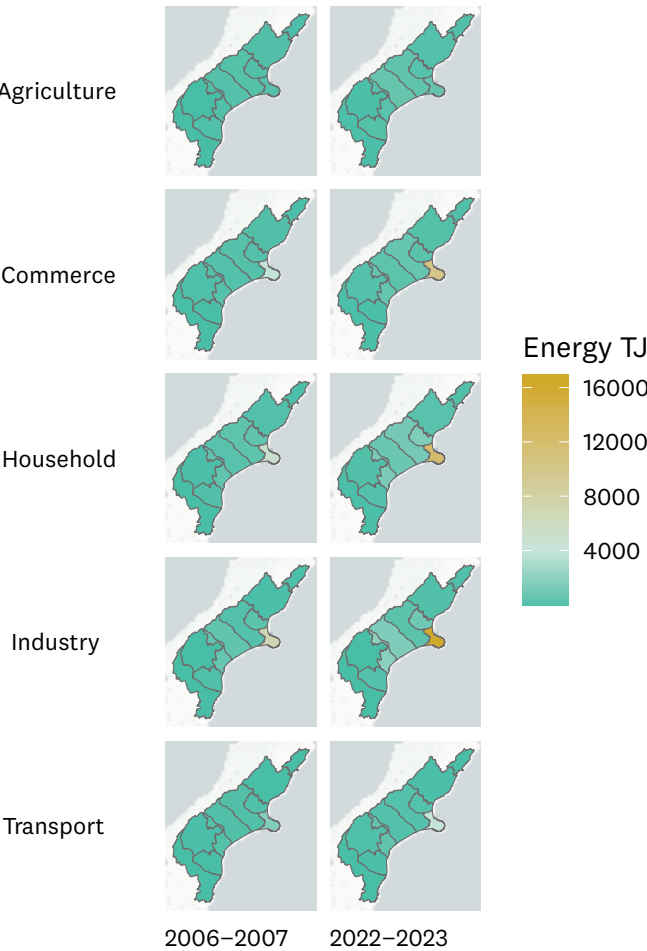 Agriculture
Commerce
Household
Industry
Transport
Energy TJ
16000
12000
8000
4000
2006–2007 2022–2023